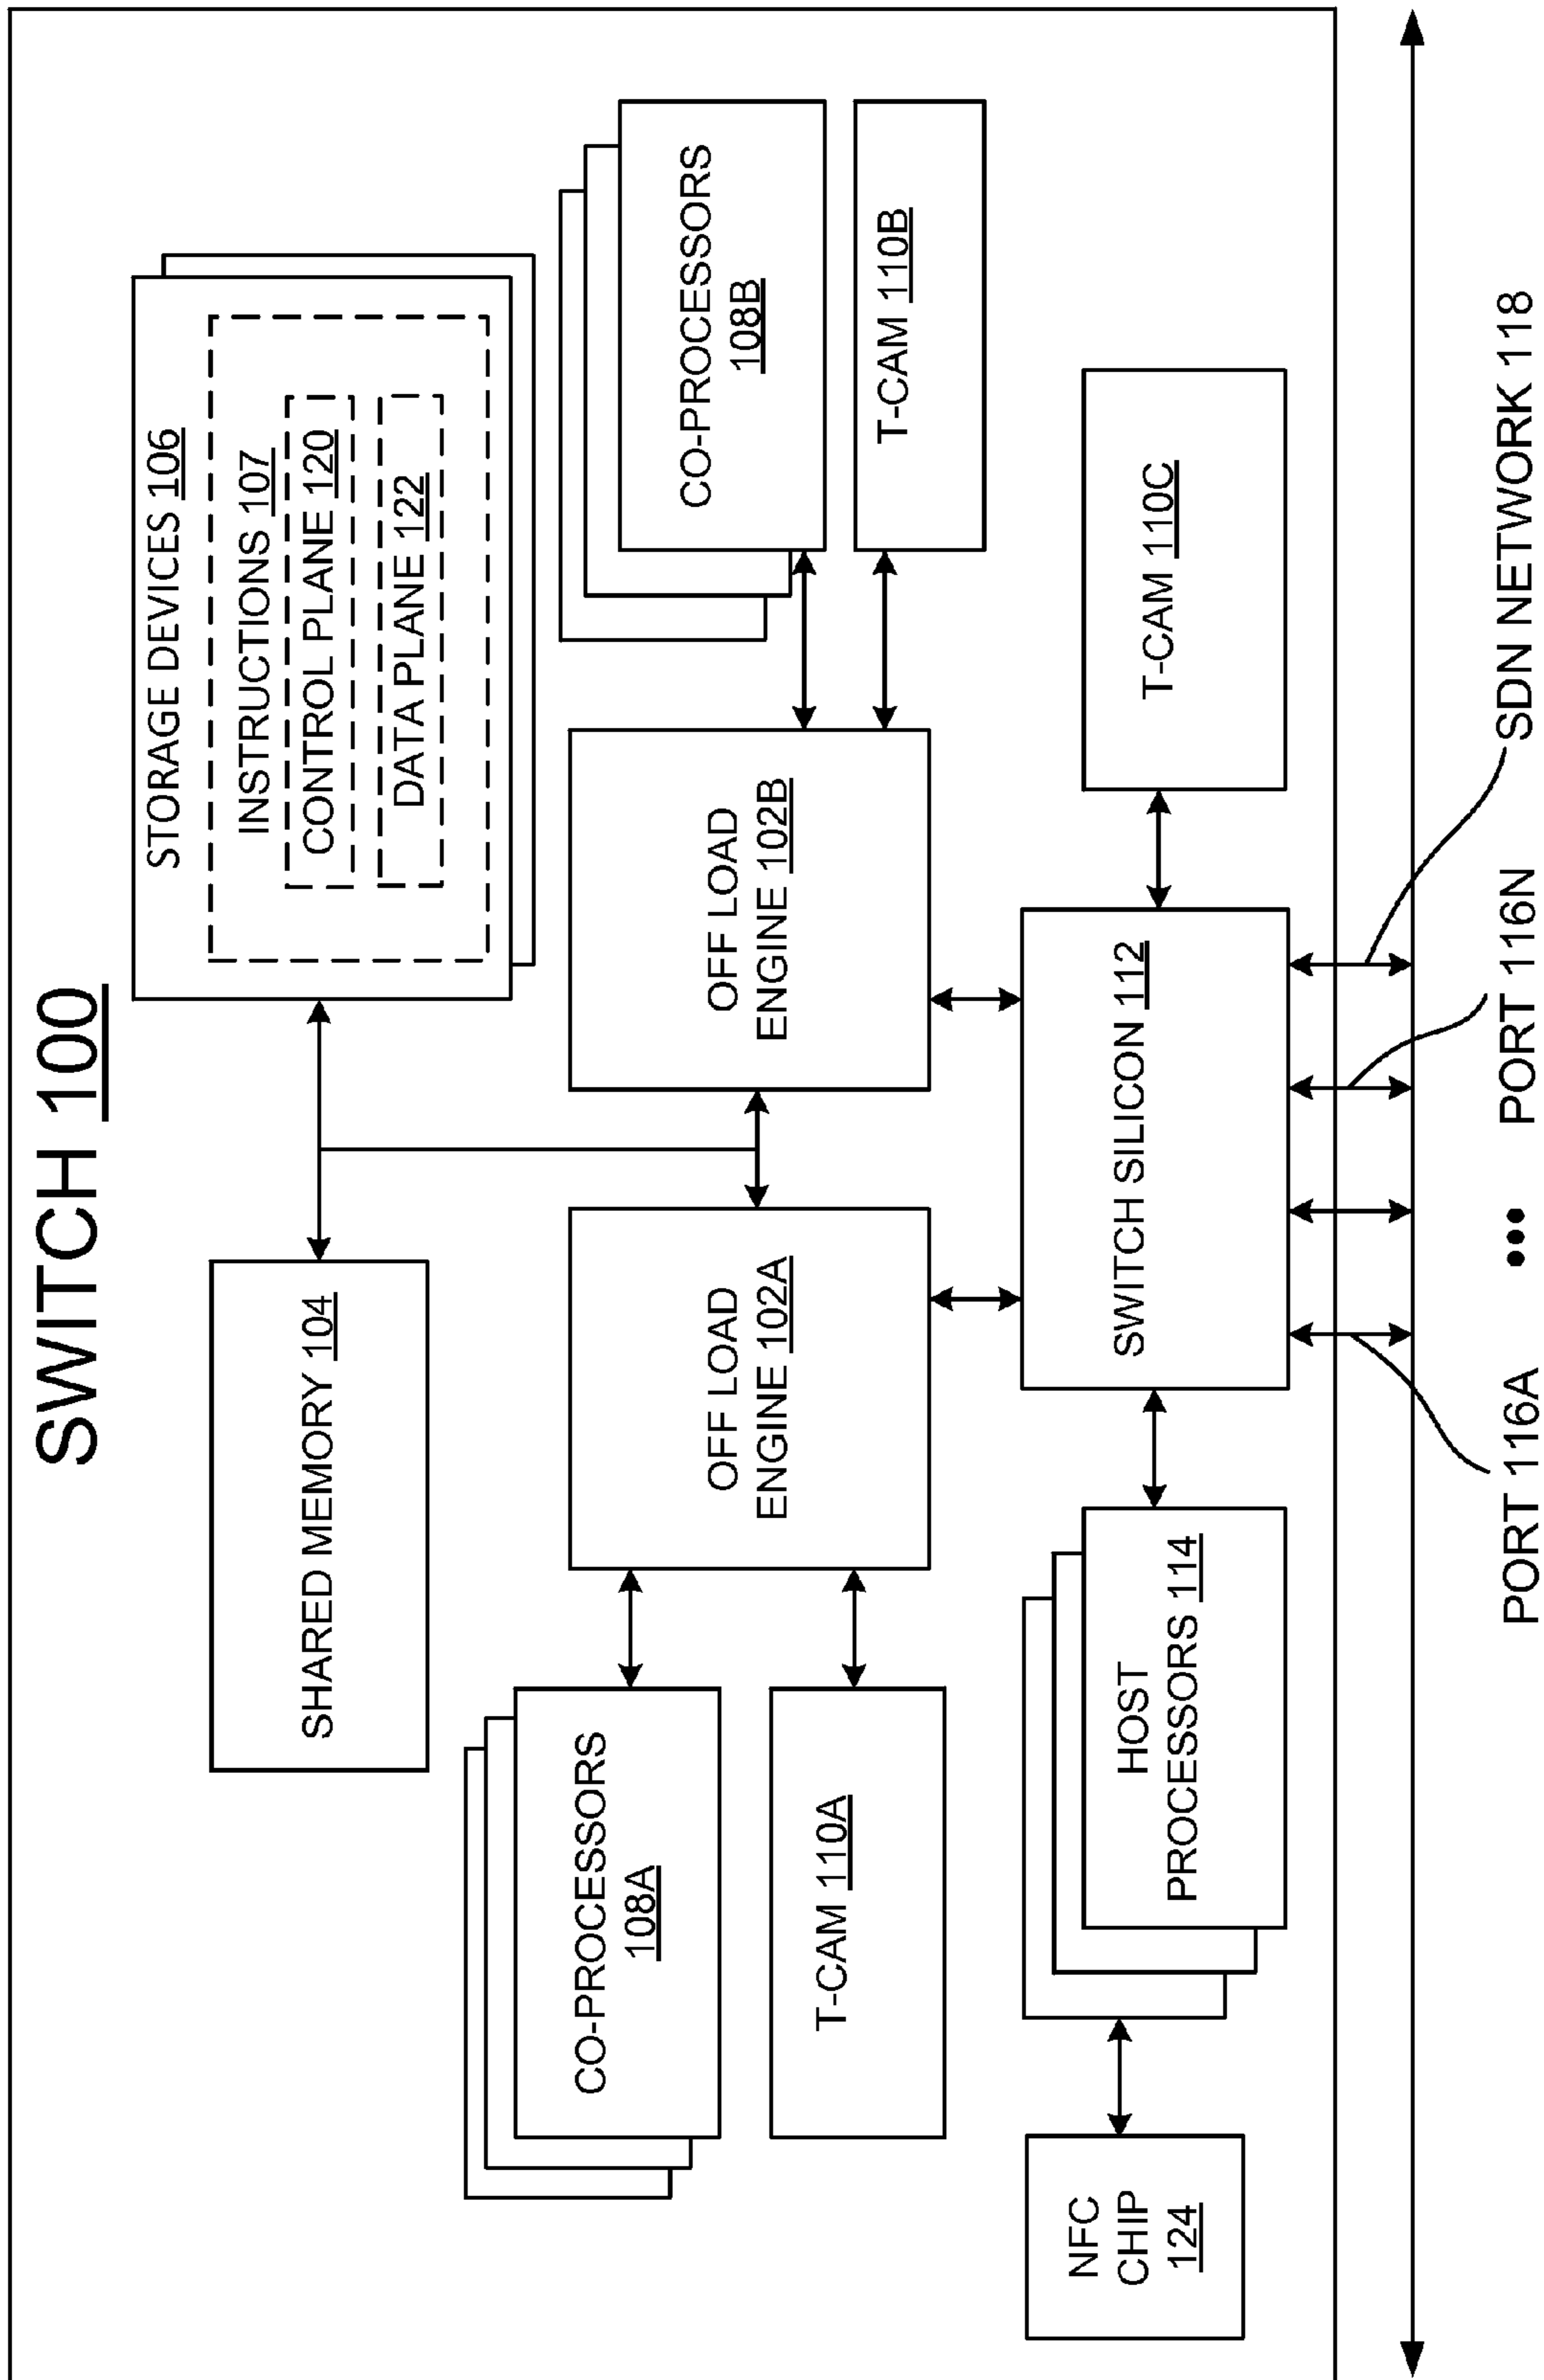 SWITCH 100
SHARED MEMORY 104
STORAGE DEVICES 106
INSTRUCTIONS 107
CONTROL PLANE 120
DATA PLANE 122
CO-PROCESSORS
108A
T-CAM 110A
OFF LOAD
ENGINE 102A
OFF LOAD
ENGINE 102B
CO-PROCESSORS
108B
T-CAM 110B
NFC
CHIP
124
HOST
PROCESSORS 114
SWITCH SILICON 112
T-CAM 110C
PORT 116A ••• PORT 116N SDN NETWORK 118